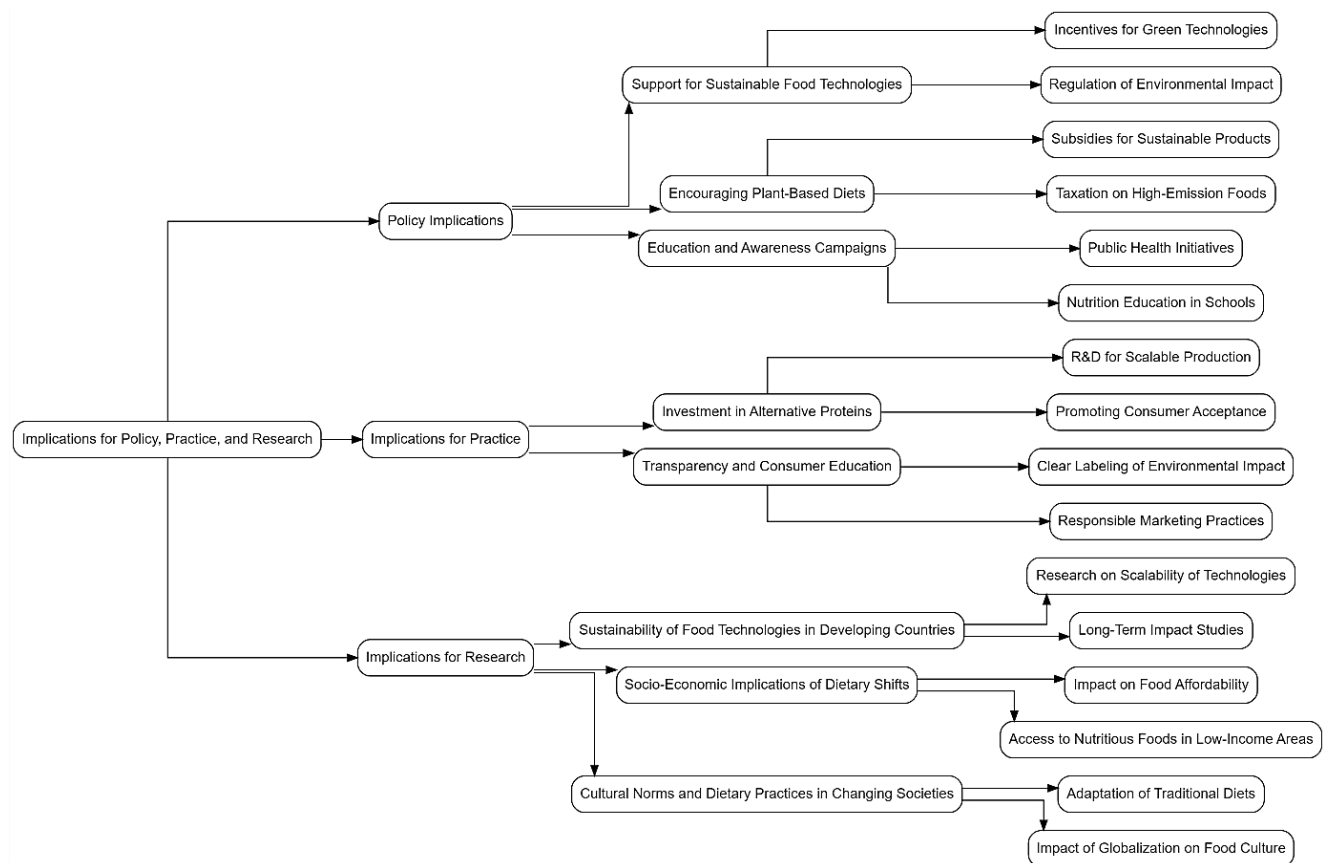 Incentives for Green Technologies
Support for Sustainable Food Technologies
Regulation of Environmental Impact
Subsidies for Sustainable Products
Encouraging Plant-Based Diets
Taxation on High-Emission Foods
Policy Implications
Education and Awareness Campaigns
Public Health Initiatives
Nutrition Education in Schools
R&D for Scalable Production
Investment in Alternative Proteins
Promoting Consumer Acceptance
Implications for Policy, Practice, and Research
Implications for Practice
Transparency and Consumer Education
Clear Labeling of Environmental Impact
Responsible Marketing Practices
Research on Scalability of Technologies
Sustainability of Food Technologies in Developing Countries
Long-Term Impact Studies
Implications for Research
Socio-Economic Implications of Dietary Shifts
Impact on Food Affordability
Access to Nutritious Foods in Low-Income Areas
Cultural Norms and Dietary Practices in Changing Societies
Adaptation of Traditional Diets
Impact of Globalization on Food Culture